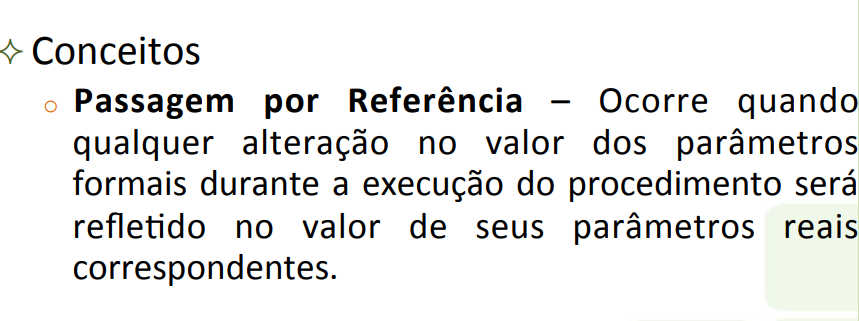 Conceitos
Passagem por Referência – Ocorre quando
qualquer alteração no valor dos parâmetros
formais durante a execução do procedimento será
refletido no valor de seus parâmetros reais
correspondentes.